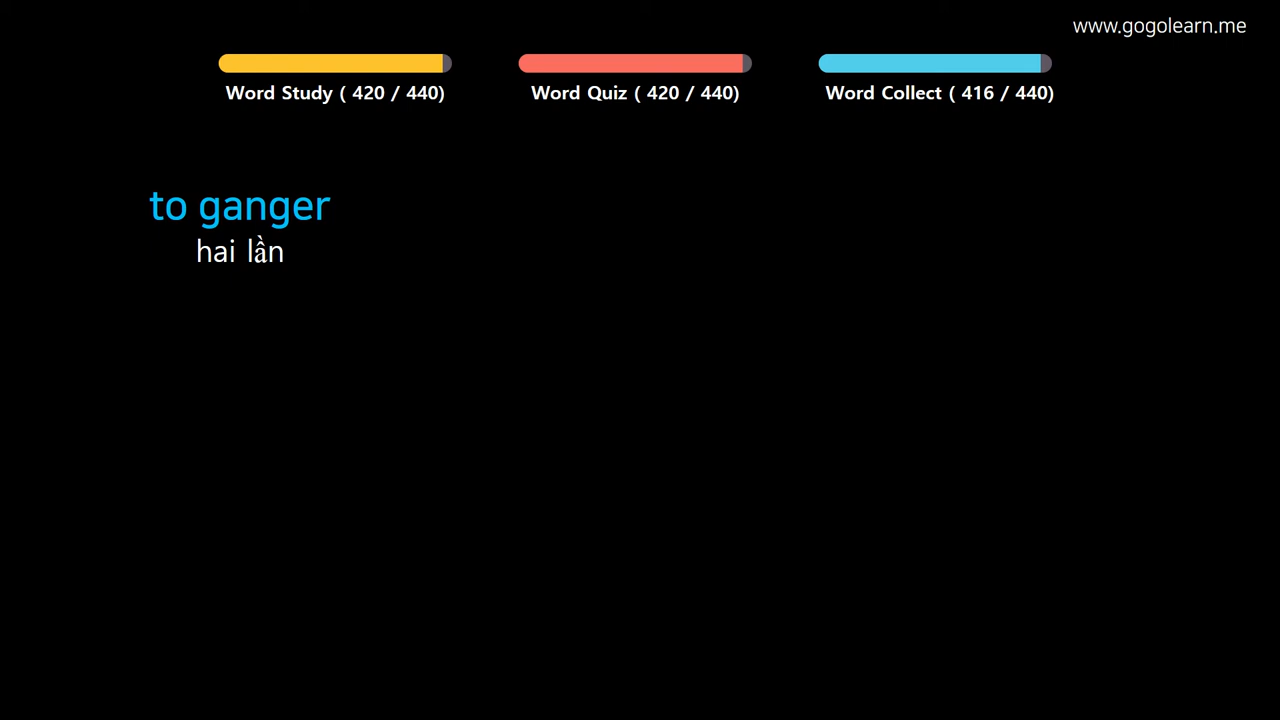 www.gogolearn.me
Word Study ( 420 / 440)
Word Quiz ( 420 / 440)
Word Collect ( 416 / 440)
to ganger
hai lần